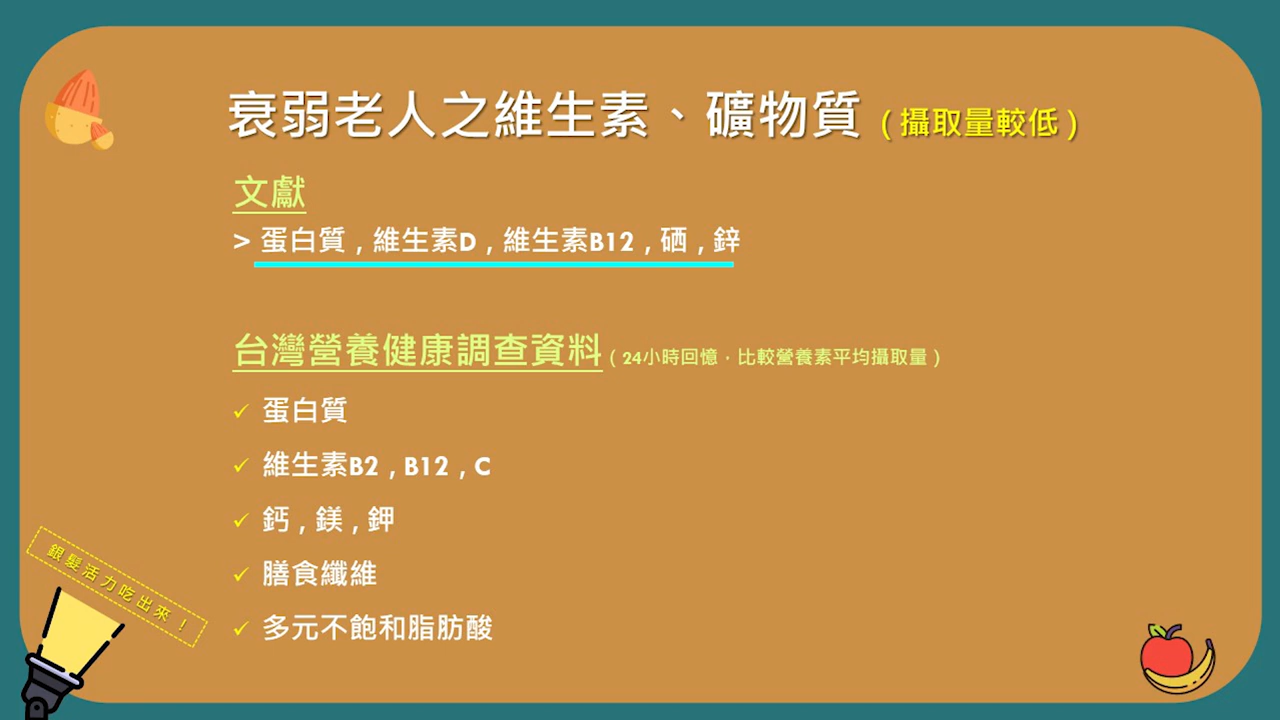 衰弱老人之維生素、礦物質 ( 攝取量較低 )
文獻
> 蛋白質 , 維生素D , 維生素B12 , 硒 , 鋅
台灣營養健康調查資料 ( 24小時回憶，比較營養素平均攝取量 )
✓ 蛋白質
✓ 維生素B2 , B12 , C
✓ 鈣 , 鎂 , 鉀
✓ 膳食纖維
✓ 多元不飽和脂肪酸
銀髮活力吃出來！